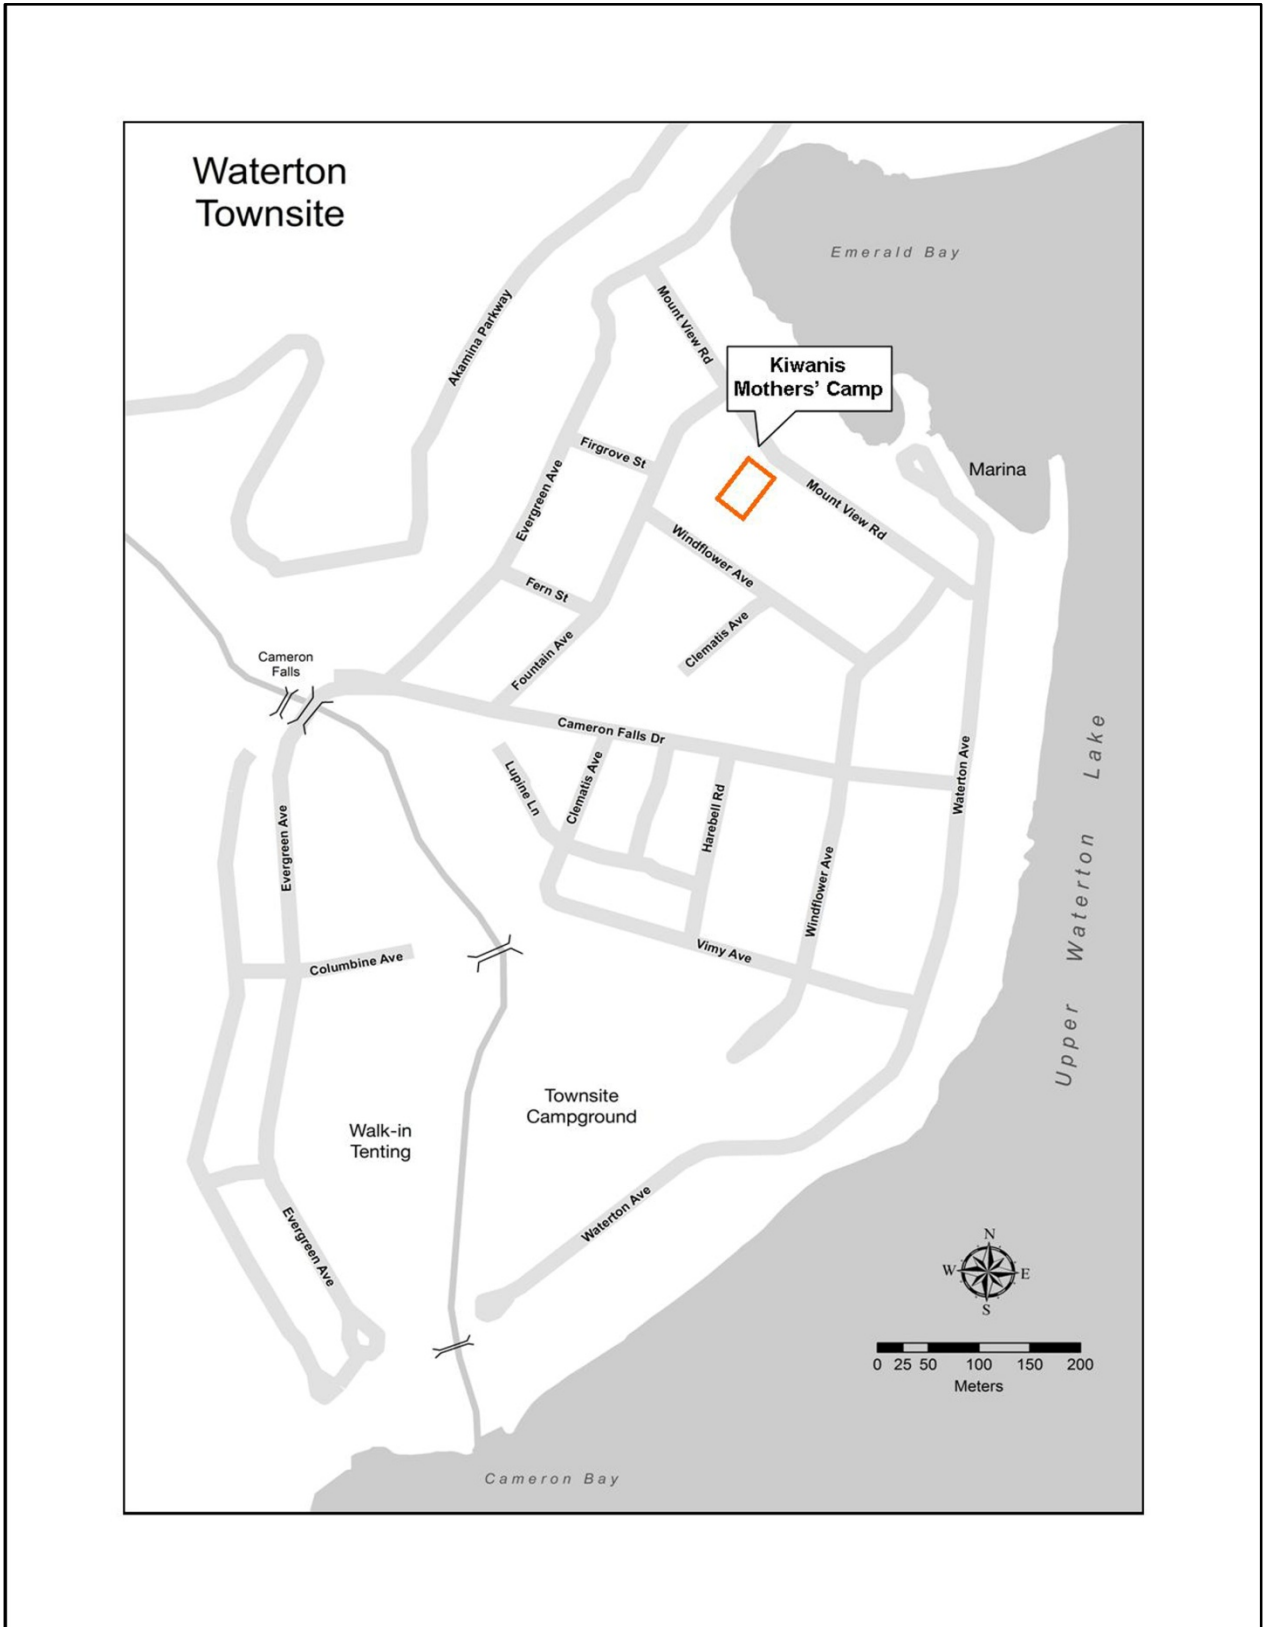 Waterton
Townsite
Emerald Bay
Akamina Parkway
Mount View Rd
Kiwanis
Mothers’ Camp
Firgrove St
Marina
Evergreen Ave
Mount View Rd
Windflower Ave
Fern St
Clematis Ave
Fountain Ave
Cameron
Falls
Cameron Falls Dr
Lupine Ln
Clematis Ave
Harebell Rd
Waterton Ave
Upper Waterton Lake
Evergreen Ave
Windflower Ave
Vimy Ave
Columbine Ave
Townsite
Campground
Walk-in
Tenting
Waterton Ave
Evergreen Ave
N
W E
S
0 25 50 100 150 200
Meters
Cameron Bay